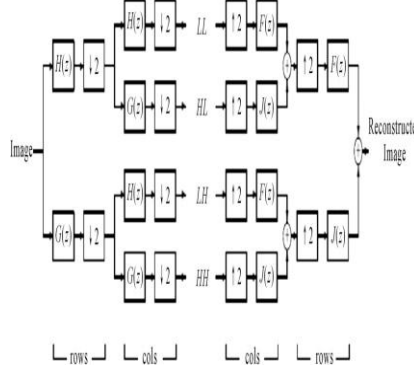 H(z) ↓2 LL ↑2 F(z)
H(z) ↓2 + ↑2 F(z)
G(z) ↓2 HL ↑2 J(z)
Reconstructe
Image + Image
H(z) ↓2 LH ↑2 F(z)
G(z) ↓2 + ↑2 J(z)
G(z) ↓2 HH ↑2 J(z)
rows cols cols rows